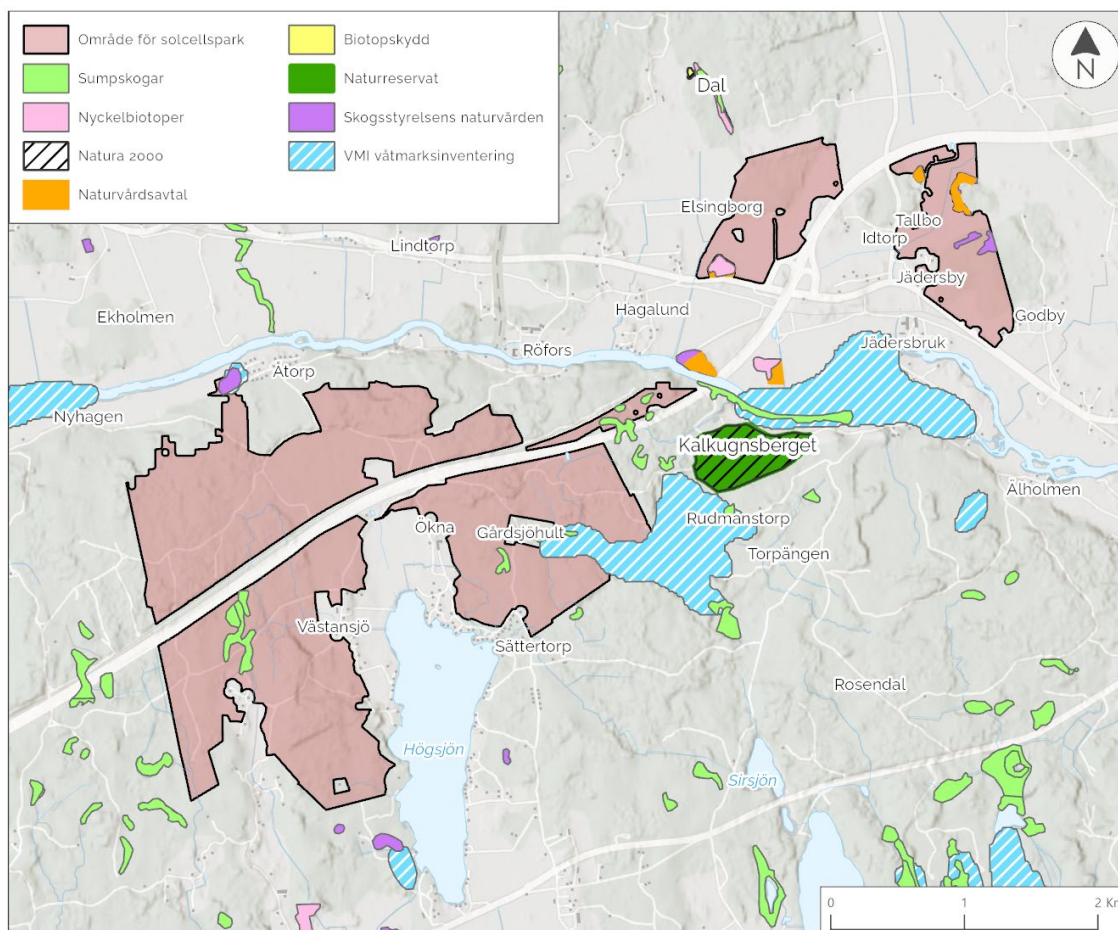 Område för solcellspark
Sumpskogar
Nyckelbiotoper
Natura 2000
Naturvårdsavtal
Biotopskydd
Naturreservat
Skogsstyrelsens naturvärden
VMI våtmarksinventering
N
Dal
Elsingborg
Tallbo
Idtorp
Lindtorp
Jädersby
Ekholmen
Hagalund
Godby
Röfors
Jädersbruk
Åtorp
Nyhagen
Kalkugnsberget
Älholmen
Ökna
Gårdsjöhult
Rudmanstorp
Torpängen
Västansjö
Sättertorp
Rosendal
Högsjön
Sirsjön
0 1 2 Km